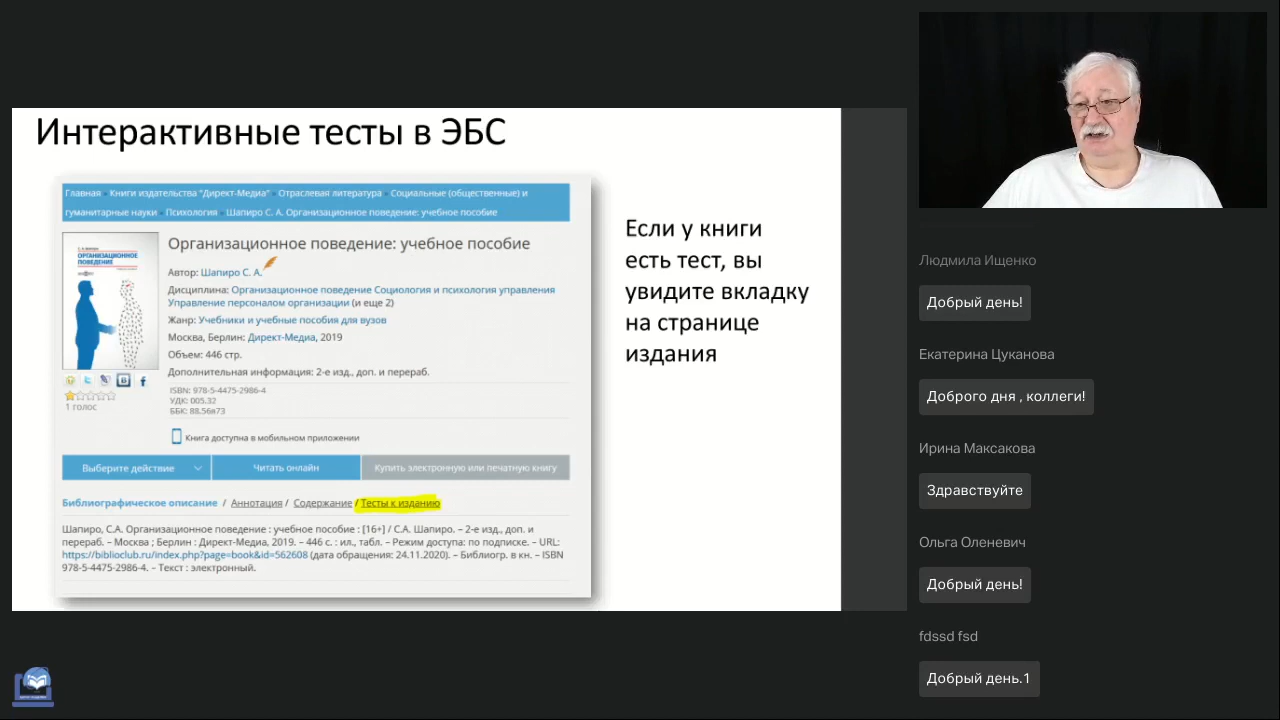 Интерактивные тесты в ЭБС
Главная Книги издательства "Директ-Медиа" Отраслевая литература Социальные (общественные) и
гуманитарные науки Психология Шапиро С. А. Организационное поведение: учебное пособие
ОРГАНИЗАЦИОННОЕ
ПОВЕДЕНИЕ
Организационное поведение: учебное пособие
Автор: Шапиро С. А.
Дисциплина: Организационное поведение Социология и психология управления
Управление персоналом организации (и еще 2)
Жанр: Учебники и учебные пособия для вузов
Москва, Берлин: Директ-Медиа, 2019
Объем: 446 стр.
Дополнительная информация: 2-е изд., доп. и перераб.
ISBN: 978-5-4475-2986-4
УДК: 005.32
ББК: 88.56я73
1 голос
Книга доступна в мобильном приложении
Выберите действие
Читать онлайн
Купить электронную или печатную книгу
Библиографическое описание / Аннотация / Содержание / Тесты к изданию
Шапиро, С.А. Организационное поведение : учебное пособие : [16+] / С.А. Шапиро. – 2-е изд., доп. и
перераб. – Москва ; Берлин : Директ-Медиа, 2019. – 446 с. : ил., табл. – Режим доступа: по подписке. – URL:
https://biblioclub.ru/index.php?page=book&id=562608 (дата обращения: 24.11.2020). – Библиогр. в кн. – ISBN
978-5-4475-2986-4. – Текст : электронный.
Если у книги
есть тест, вы
увидите вкладку
на странице
издания
Людмила Ищенко
Добрый день!
Екатерина Цуканова
Доброго дня , коллеги!
Ирина Максакова
Здравствуйте
Ольга Оленевич
Добрый день!
fdssd fsd
Добрый день.1